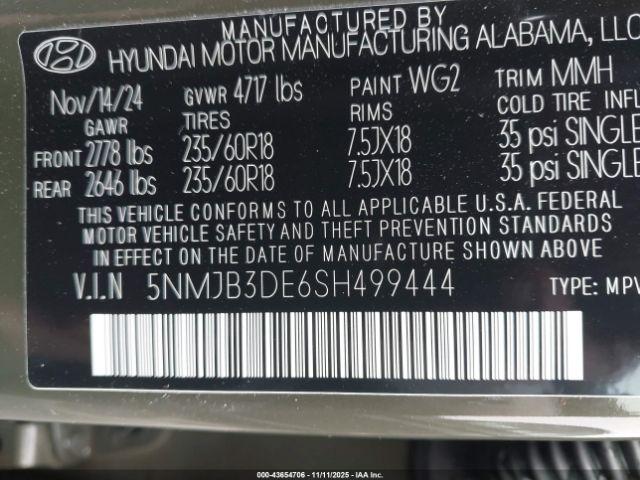 MANUFACTURED BY
HYUNDAI MOTOR MANUFACTURING ALABAMA, LLC
Nov/14/24 GVWR 4717 lbs PAINT WG2 TRIM MMH
GAWR TIRES RIMS COLD TIRE INFL
FRONT 2778 lbs 235/60R18 7.5JX18 35 psi SINGLE
REAR 2646 lbs 235/60R18 7.5JX18 35 psi SINGLE
THIS VEHICLE CONFORMS TO ALL APPLICABLE U.S.A. FEDERAL
MOTOR VEHICLE SAFETY AND THEFT PREVENTION STANDARDS
IN EFFECT ON THE DATE OF MANUFACTURE SHOWN ABOVE.
V.I.N 5NMJB3DE6SH499444 TYPE: MPV
000-43654706 - 11/11/2025 - IAA Corp.